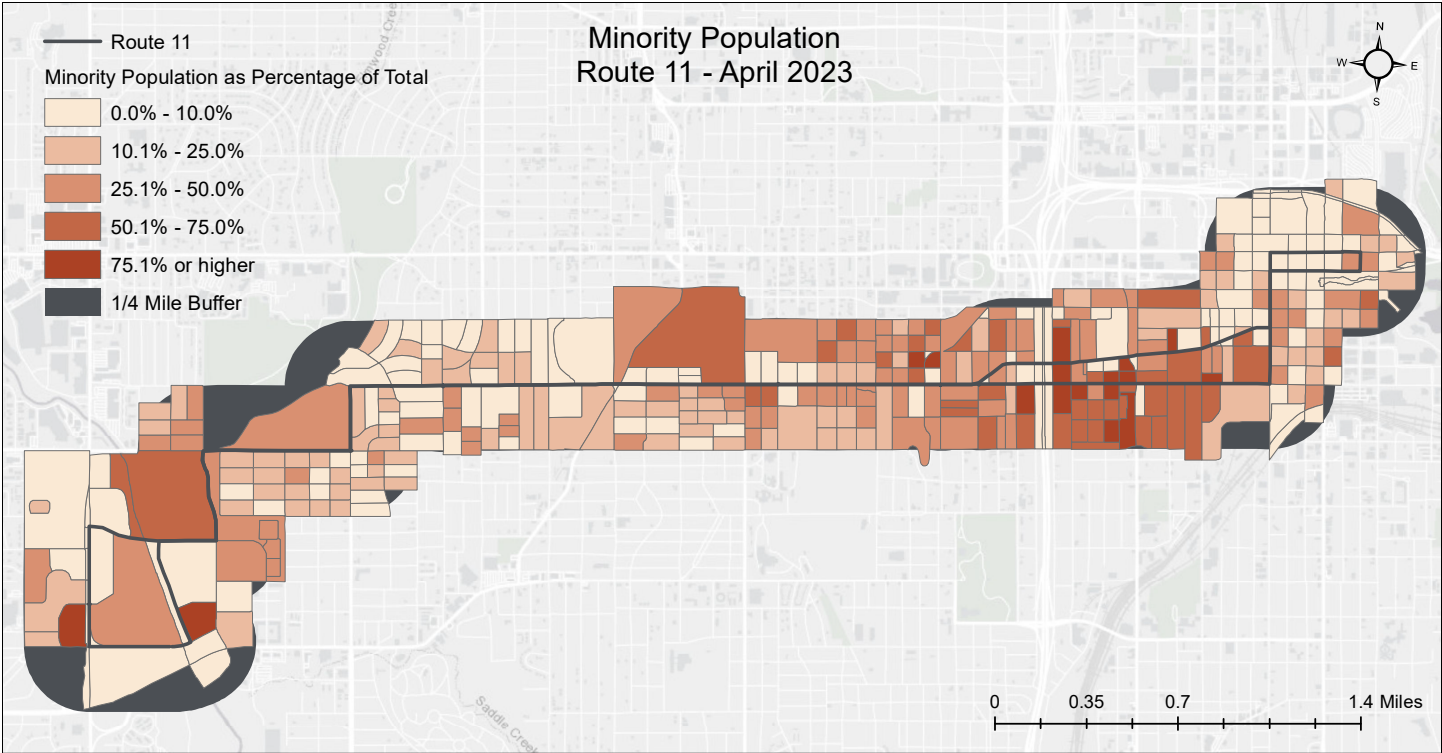 Minority Population
Route 11 - April 2023
Route 11
Minority Population as Percentage of Total
0.0% - 10.0%
10.1% - 25.0%
25.1% - 50.0%
50.1% - 75.0%
75.1% or higher
1/4 Mile Buffer
N
W
E
S
Saddle Creek
0 0.35 0.7 1.4 Miles